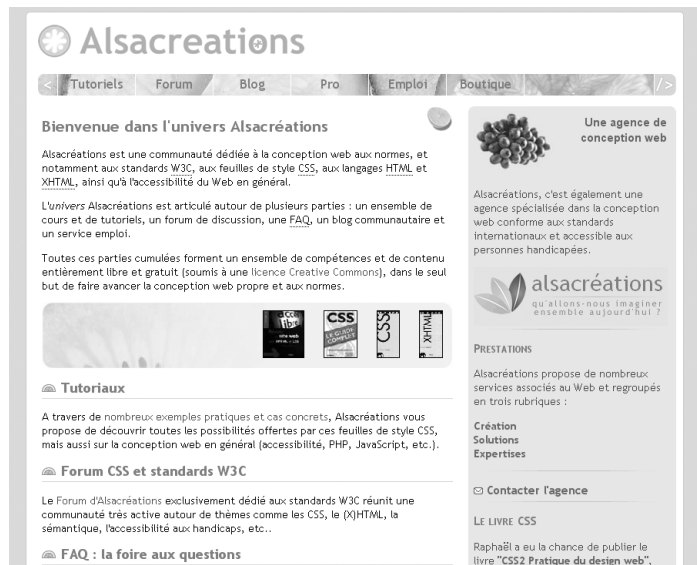 Alsacreations
< Tutoriels Forum Blog Pro Emploi Boutique />
Bienvenue dans l'univers Alsacréations
Alsacréations est une communauté dédiée à la conception web aux normes, et
notamment aux standards W3C, aux feuilles de style CSS, aux langages HTML et
XHTML, ainsi qu'à l'accessibilité du Web en général.
L'univers Alsacréations est articulé autour de plusieurs parties : un ensemble de
cours et de tutoriels, un forum de discussion, une FAQ, un blog communautaire et
un service emploi.
Toutes ces parties cumulées forment un ensemble de compétences et de contenu
entièrement libre et gratuit (soumis à une licence Creative Commons), dans le seul
but de faire avancer la conception web propre et aux normes.
CSS
LE GUIDE
COMPLET
CSS
XHTML
Tutoriaux
A travers de nombreux exemples pratiques et cas concrets, Alsacréations vous
propose de découvrir toutes les possibilités offertes par ces feuilles de style CSS,
mais aussi sur la conception web en général (accessibilité, PHP, JavaScript, etc.).
Forum CSS et standards W3C
Le Forum d'Alsacréations exclusivement dédié aux standards W3C réunit une
communauté très active autour de thèmes comme les CSS, le (X)HTML, la
sémantique, l'accessibilité aux handicaps, etc..
FAQ : la foire aux questions
Une agence de
conception web
Alsacréations, c'est également une
agence spécialisée dans la conception
web conforme aux standards
internationaux et accessible aux
personnes handicapées.
alsacréations
qu'allons-nous imaginer
ensemble aujourd'hui ?
PRESTATIONS
Alsacréations propose de nombreux
services associés au Web et regroupés
en trois rubriques :
Création
Solutions
Expertises
Contacter l'agence
LE LIVRE CSS
Raphaël a eu la chance de publier le
livre "CSS2 Pratique du design web",